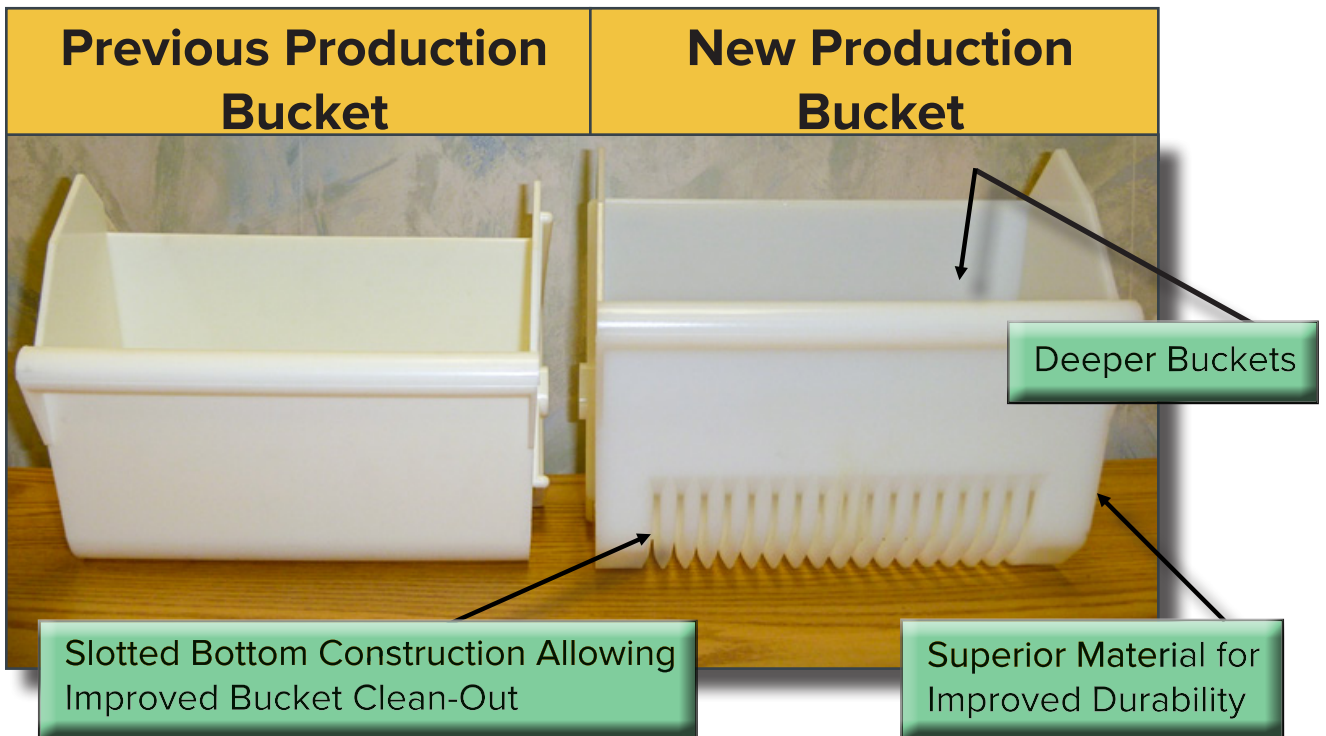 Previous Production
Bucket
New Production
Bucket
Deeper Buckets
Slotted Bottom Construction Allowing
Improved Bucket Clean-Out
Superior Material for
Improved Durability